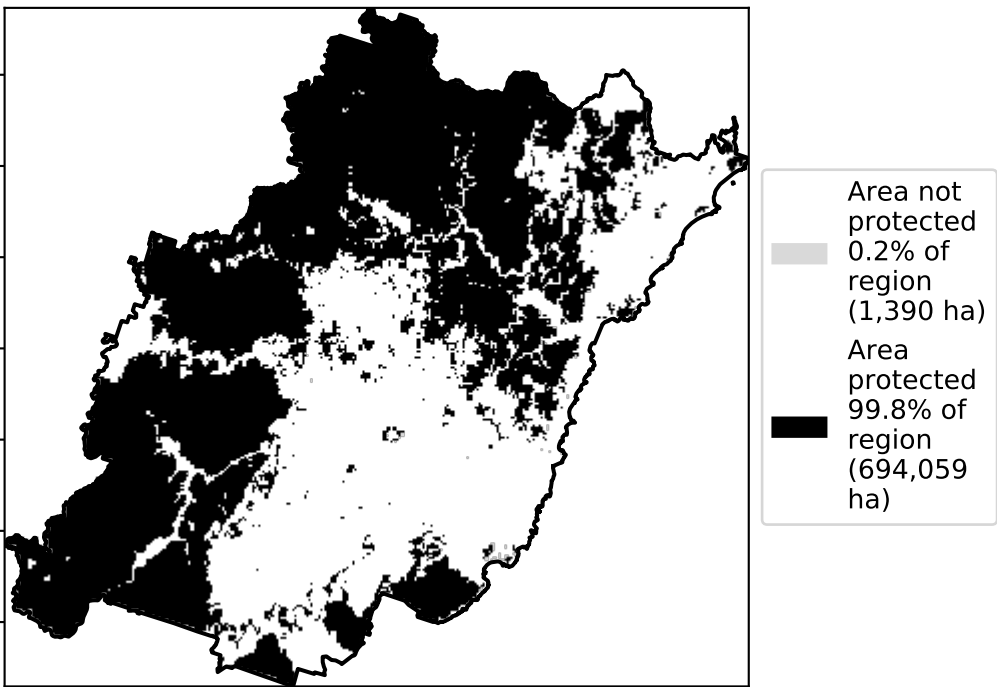 Area not
protected
0.2% of
region
(1,390 ha)
Area
protected
99.8% of
region
(694,059
ha)